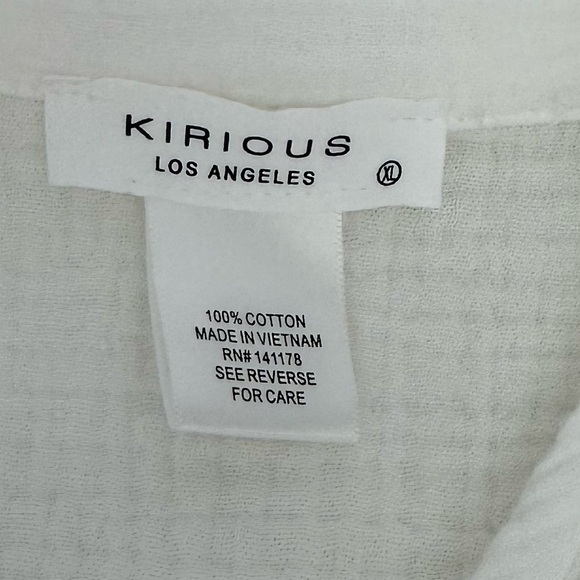 KIRIOUS
LOS ANGELES XL
100% COTTON
MADE IN VIETNAM
RN# 141178
SEE REVERSE
FOR CARE